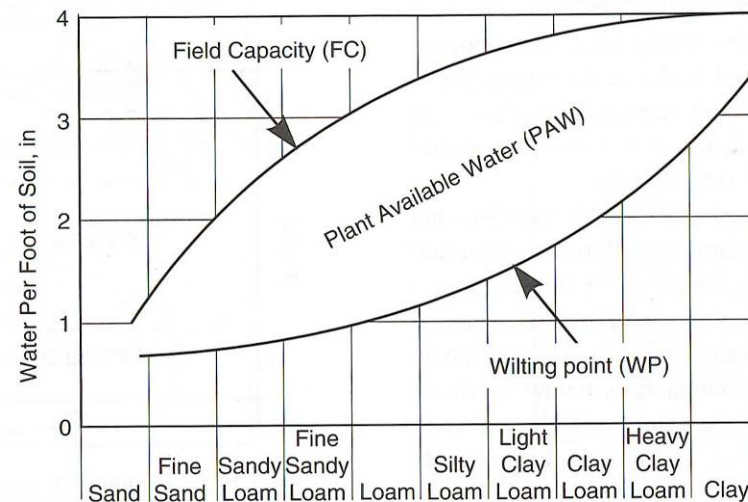 4
Field Capacity (FC)
3
Plant Available Water (PAW)
2
1
Wilting point (WP)
0
Water Per Foot of Soil, in
Sand
Fine
Sand
Sandy
Loam
Fine
Sandy
Loam
Loam
Silty
Loam
Light
Clay
Loam
Clay
Loam
Heavy
Clay
Loam
Clay